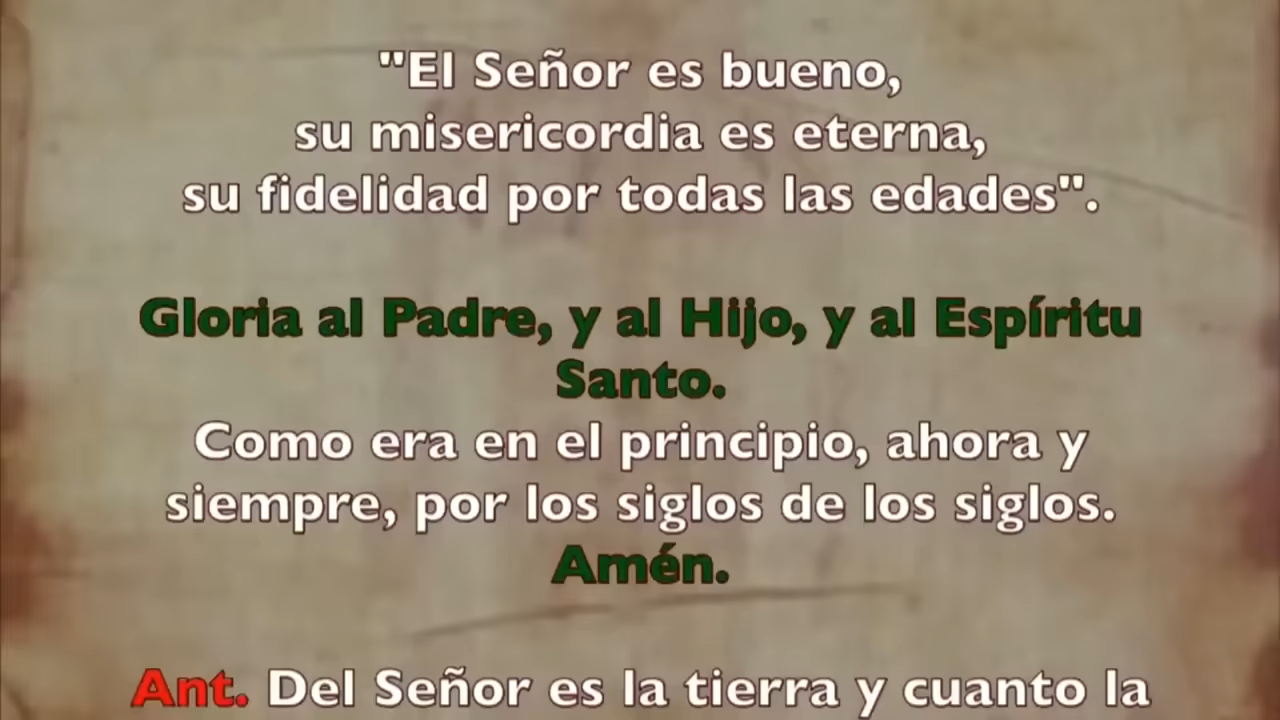 "El Señor es bueno,
su misericordia es eterna,
su fidelidad por todas las edades".
Gloria al Padre, y al Hijo, y al Espíritu
Santo.
Como era en el principio, ahora y
siempre, por los siglos de los siglos.
Amén.
Ant. Del Señor es la tierra y cuanto la